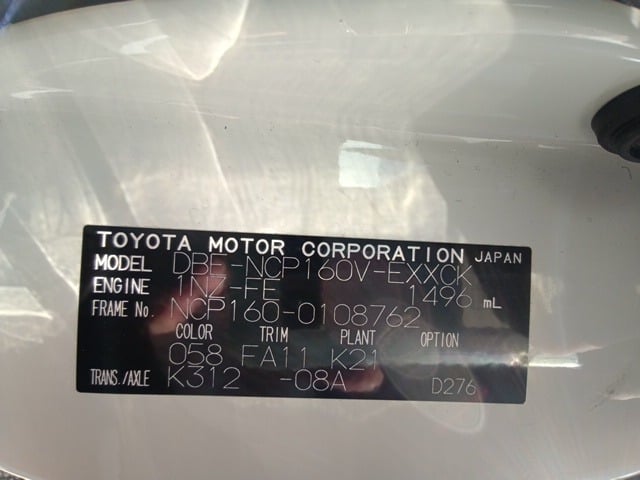 TOYOTA MOTOR CORPORATION JAPAN
MODEL DBE-NCP160V-EXXCK
ENGINE 1NZ-FE 1496 mL
FRAME No. NCP160-0108762
COLOR TRIM PLANT OPTION
058 FA11 K21
TRANS./AXLE K312 -08A D276